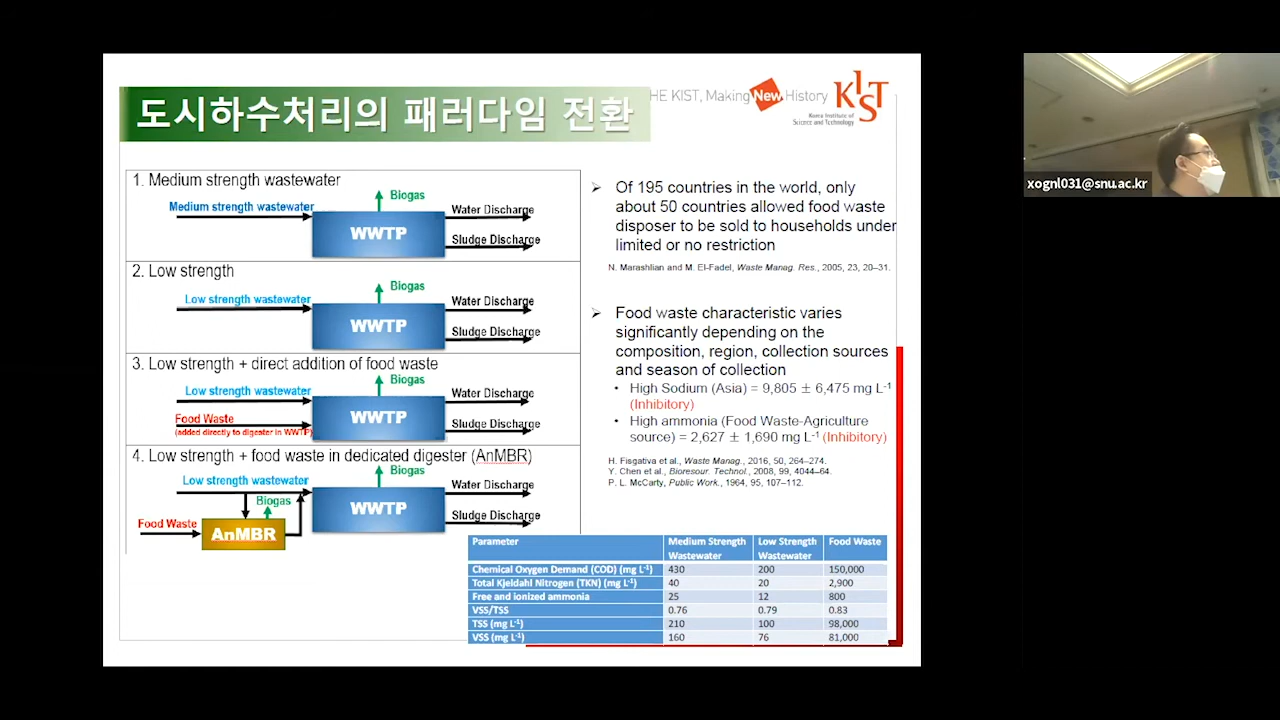 도시하수처리의 패러다임 전환
HE KIST, Making New History
KIST
Korea Institute of
Science and Technology
xognl031@snu.ac.kr
1. Medium strength wastewater
Medium strength wastewater
Biogas
WWTP
Water Discharge
Sludge Discharge
2. Low strength
Low strength wastewater
Biogas
WWTP
Water Discharge
Sludge Discharge
3. Low strength + direct addition of food waste
Low strength wastewater
Food Waste
(added directly to digester in WWTP)
Biogas
WWTP
Water Discharge
Sludge Discharge
4. Low strength + food waste in dedicated digester (AnMBR)
Low strength wastewater
Biogas
Food Waste
AnMBR
Biogas
WWTP
Water Discharge
Sludge Discharge
➢ Of 195 countries in the world, only
about 50 countries allowed food waste
disposer to be sold to households under
limited or no restriction
N. Marashlian and M. El-Fadel, Waste Manag. Res., 2005, 23, 20–31.
➢ Food waste characteristic varies
significantly depending on the
composition, region, collection sources
and season of collection
• High Sodium (Asia) = 9,805 ± 6,475 mg L-1
(Inhibitory)
• High ammonia (Food Waste-Agriculture
source) = 2,627 ± 1,690 mg L-1 (Inhibitory)
H. Fisgativa et al., Waste Manag., 2016, 50, 264–274.
Y. Chen et al., Bioresour. Technol., 2008, 99, 4044–64.
P. L. McCarty, Public Work., 1964, 95, 107–112.
Parameter Medium Strength Wastewater Low Strength Wastewater Food Waste
Chemical Oxygen Demand (COD) (mg L-1) 430 200 150,000
Total Kjeldahl Nitrogen (TKN) (mg L-1) 40 20 2,900
Free and ionized ammonia 25 12 800
VSS/TSS 0.76 0.79 0.83
TSS (mg L-1) 210 100 98,000
VSS (mg L-1) 160 76 81,000